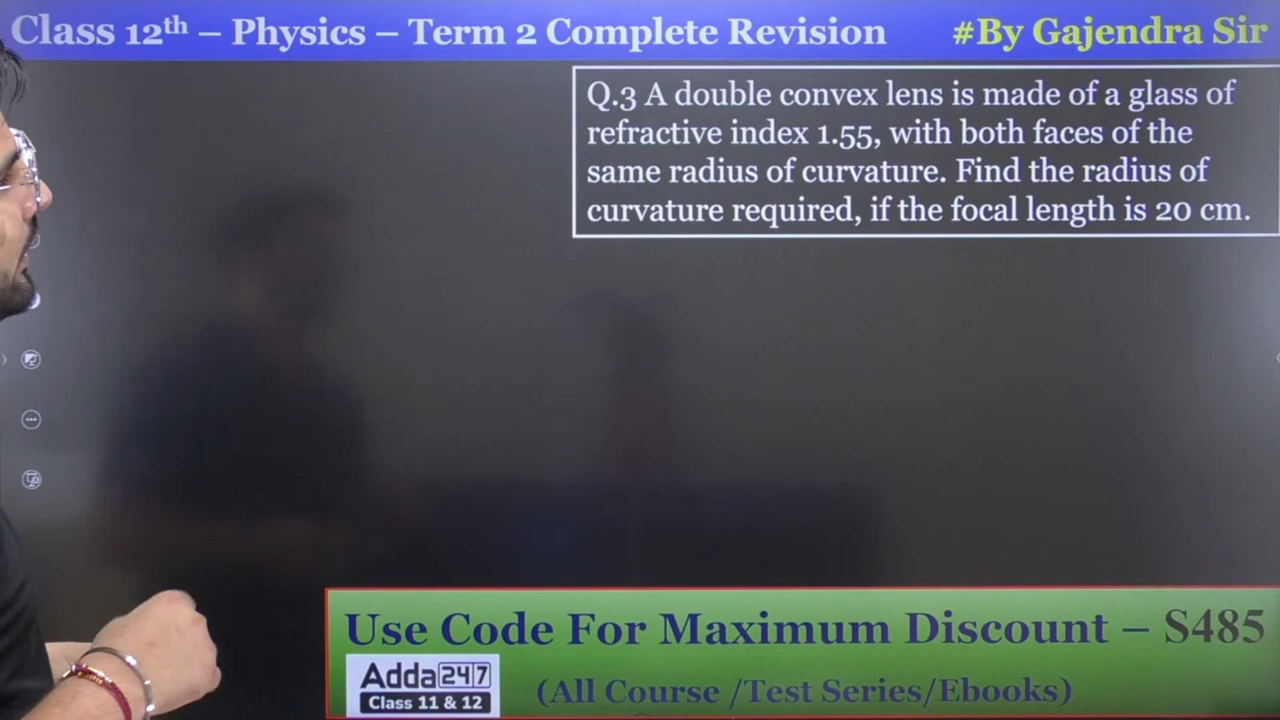 Class 12th – Physics – Term 2 Complete Revision #By Gajendra Sir
Q.3 A double convex lens is made of a glass of
refractive index 1.55, with both faces of the
same radius of curvature. Find the radius of
curvature required, if the focal length is 20 cm.
Use Code For Maximum Discount – S485
Adda247
Class 11 & 12
(All Course /Test Series/Ebooks)